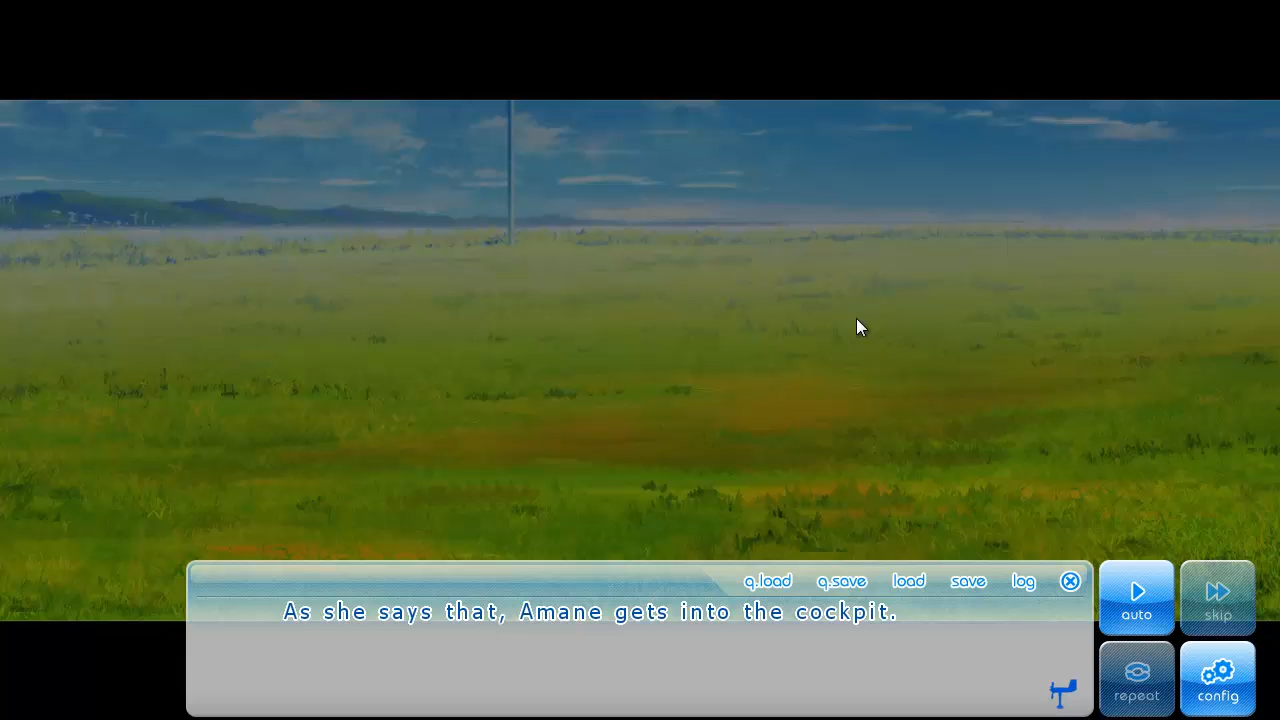 q.load q.save load save log
As she says that, Amane gets into the cockpit.
auto skip
repeat config